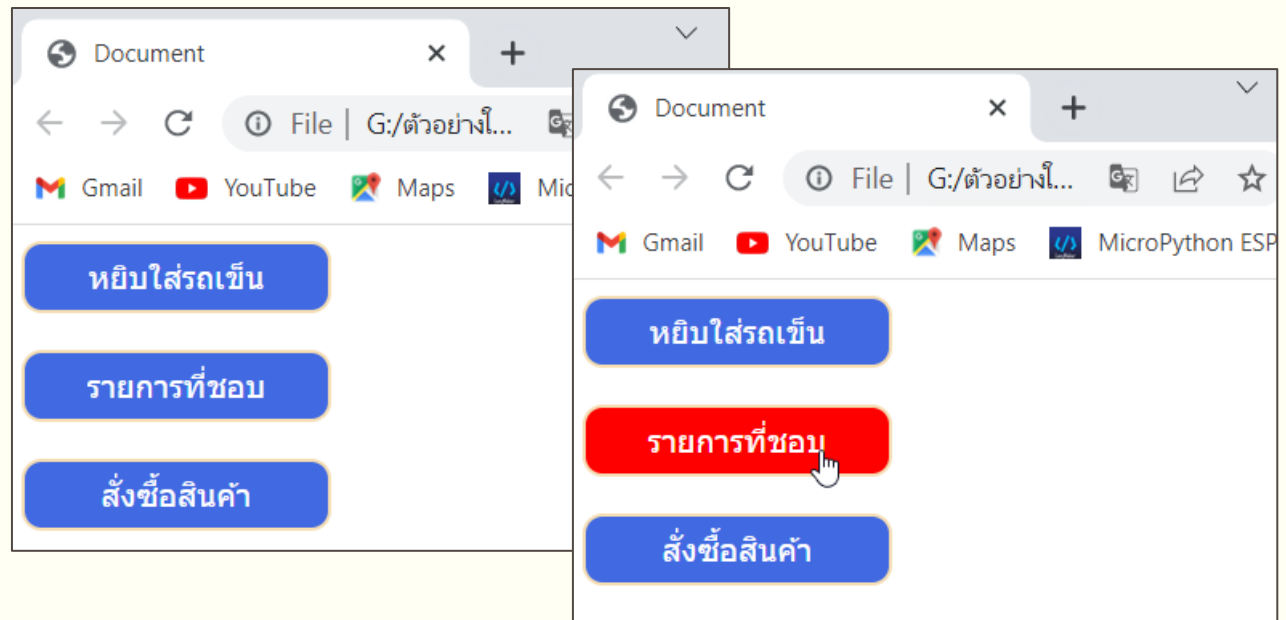 Document
File | G:/ตัวอย่างใ...
Gmail YouTube Maps Mic
หยิบใส่รถเข็น
รายการที่ชอบ
สั่งซื้อสินค้า
Document
File | G:/ตัวอย่างใ...
Gmail YouTube Maps MicroPython ESP
หยิบใส่รถเข็น
รายการที่ชอบ
สั่งซื้อสินค้า